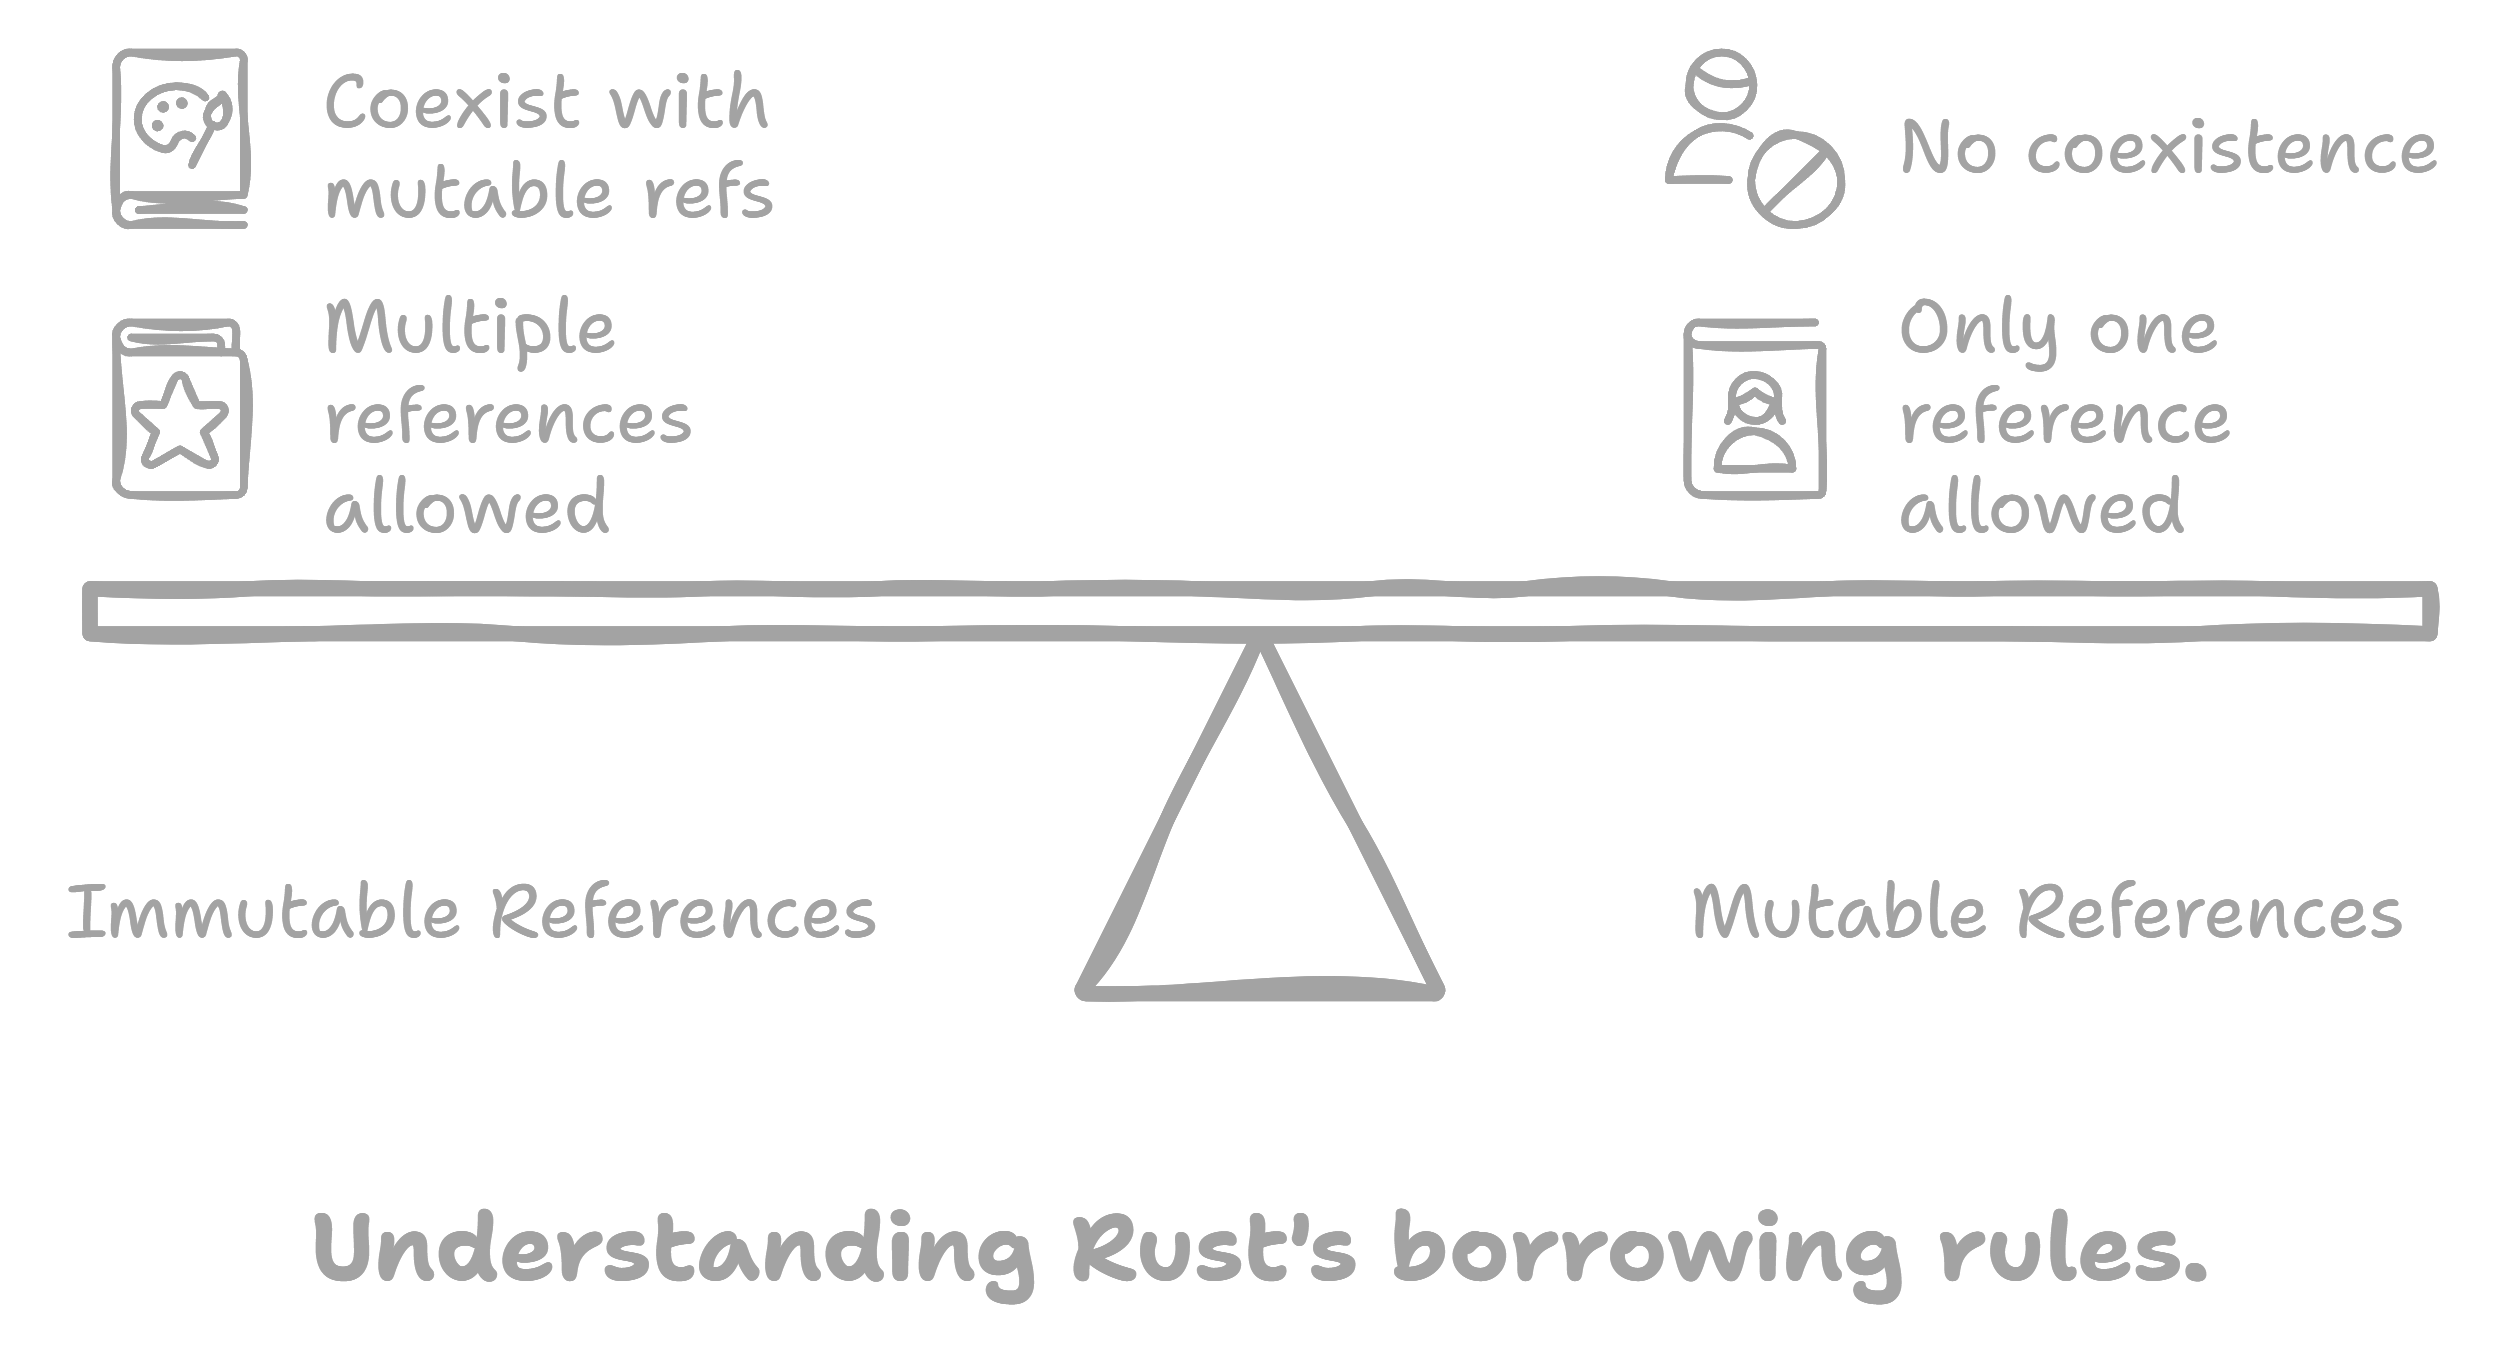 Coexist with
mutable refs
Multiple
references
allowed
No coexistence
Only one
reference
allowed
Immutable References
Mutable References
Understanding Rust's borrowing rules.